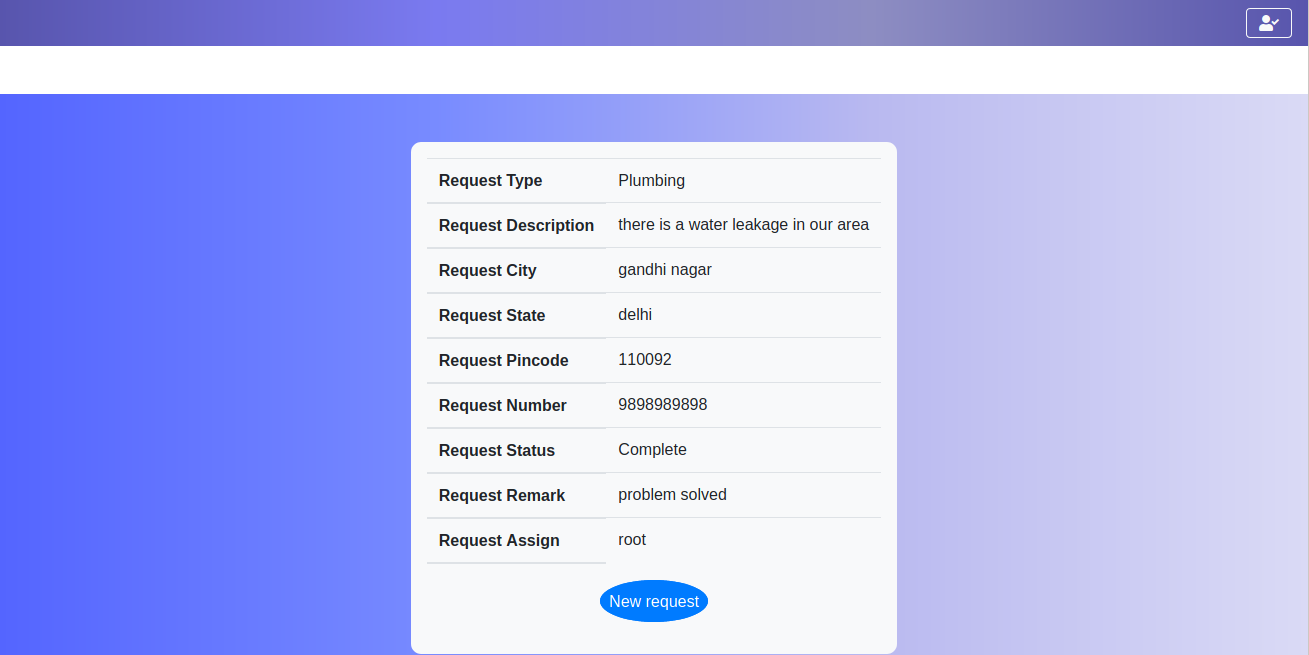 Request Type Plumbing
Request Description there is a water leakage in our area
Request City gandhi nagar
Request State delhi
Request Pincode 110092
Request Number 9898989898
Request Status Complete
Request Remark problem solved
Request Assign root
New request